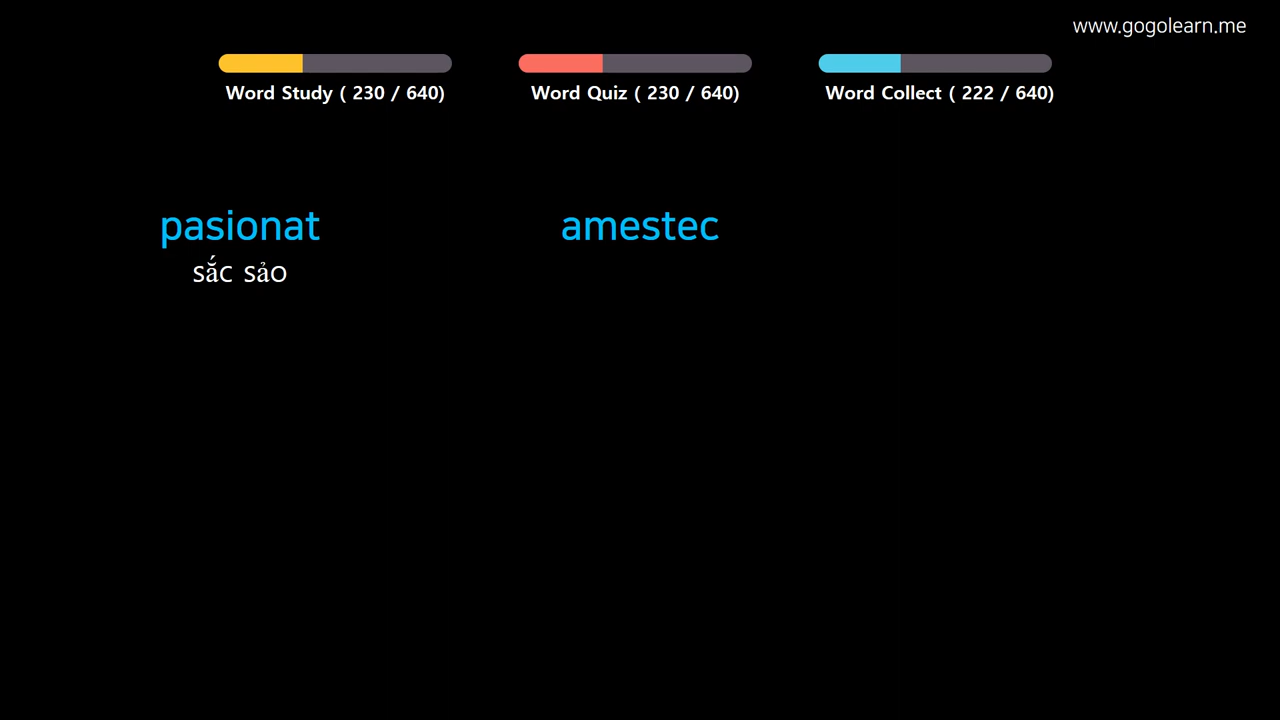 www.gogolearn.me
Word Study ( 230 / 640)
Word Quiz ( 230 / 640)
Word Collect ( 222 / 640)
pasionat
amestec
sắc sảo